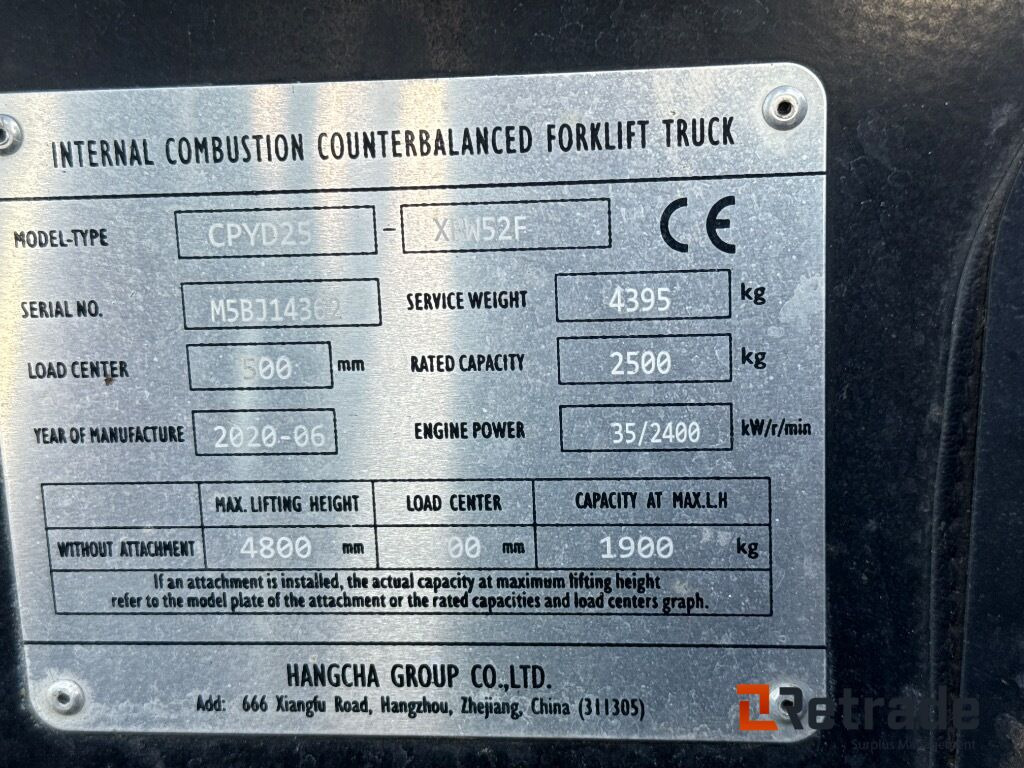 INTERNAL COMBUSTION COUNTERBALANCED FORKLIFT TRUCK
MODEL-TYPE CPYD25 - CE
SERIAL NO. SERVICE WEIGHT 4395 kg
LOAD CENTER 500 mm RATED CAPACITY 2500 kg
YEAR OF MANUFACTURE 2020-06 ENGINE POWER 35/2400 kW/r/min
MAX. LIFTING HEIGHT LOAD CENTER CAPACITY AT MAX.L.H
WITHOUT ATTACHMENT 4800 mm mm 1900 kg
If an attachment is installed, the actual capacity at maximum lifting height
refer to the model plate of the attachment or the rated capacities and load centers graph.
HANGCHA GROUP CO.,LTD.
Add: 666 Xiangfu Road, Hangzhou, Zhejiang, China (311305)
Retrade
Surplus Management